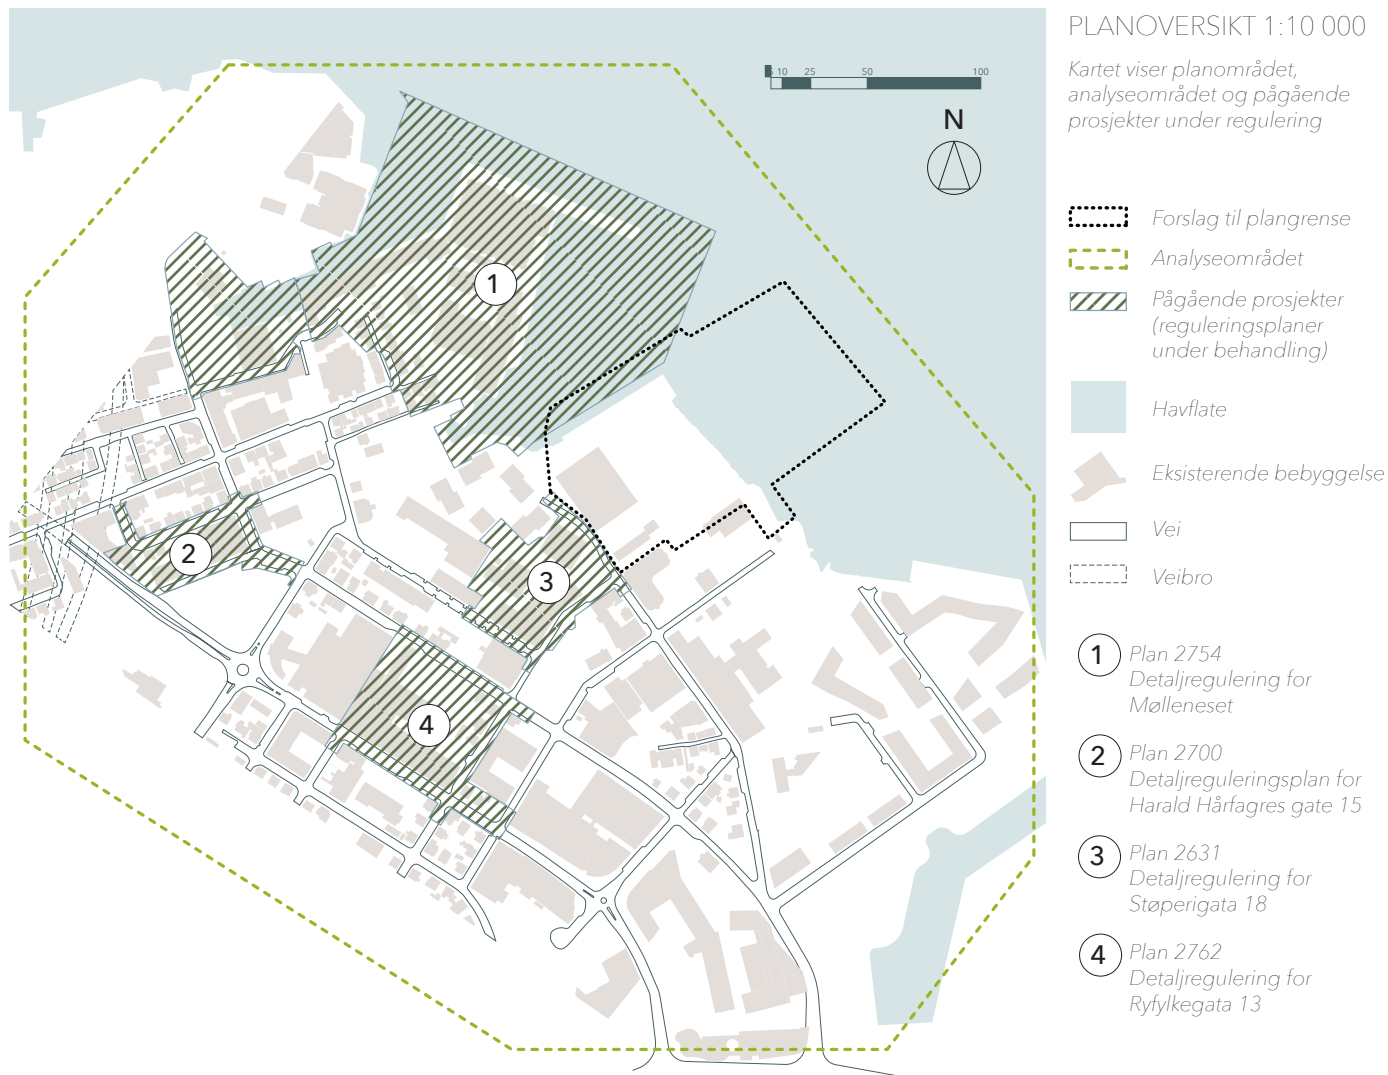 PLANOVERSIKT 1:10 000
Kartet viser planområdet,
analyseområdet og pågående
prosjekter under regulering
10 25 50 100
N
Forslag til plangrense
Analyseområdet
Pågående prosjekter
(reguleringsplaner
under behandling)
Havflate
Eksisterende bebyggelse
Vei
Veibro
1 Plan 2754
Detaljregulering for
Mølleneset
2 Plan 2700
Detaljreguleringsplan for
Harald Hårfagres gate 15
3 Plan 2631
Detaljregulering for
Støperigata 18
4 Plan 2762
Detaljregulering for
Ryfylkegata 13
1
2
3
4